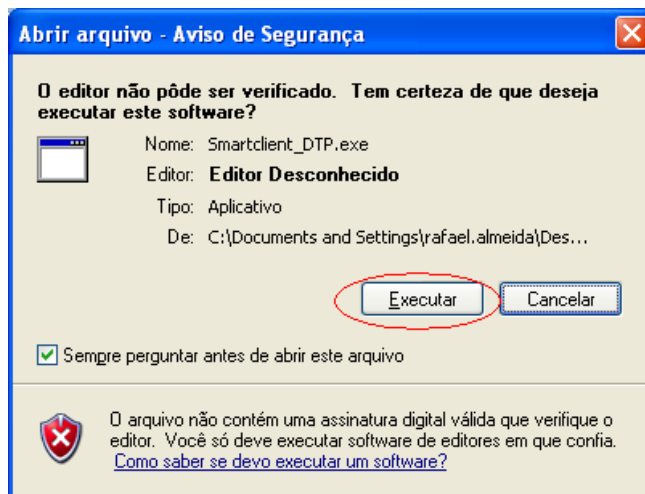 Abrir arquivo - Aviso de Segurança
O editor não pôde ser verificado. Tem certeza de que deseja
executar este software?
Nome: Smartclient_DTP.exe
Editor: Editor Desconhecido
Tipo: Aplicativo
De: C:\Documents and Settings\rafael.almeida\Des...
Executar Cancelar
Sempre perguntar antes de abrir este arquivo
O arquivo não contém uma assinatura digital válida que verifique o
editor. Você só deve executar software de editores em que confia.
Como saber se devo executar um software?